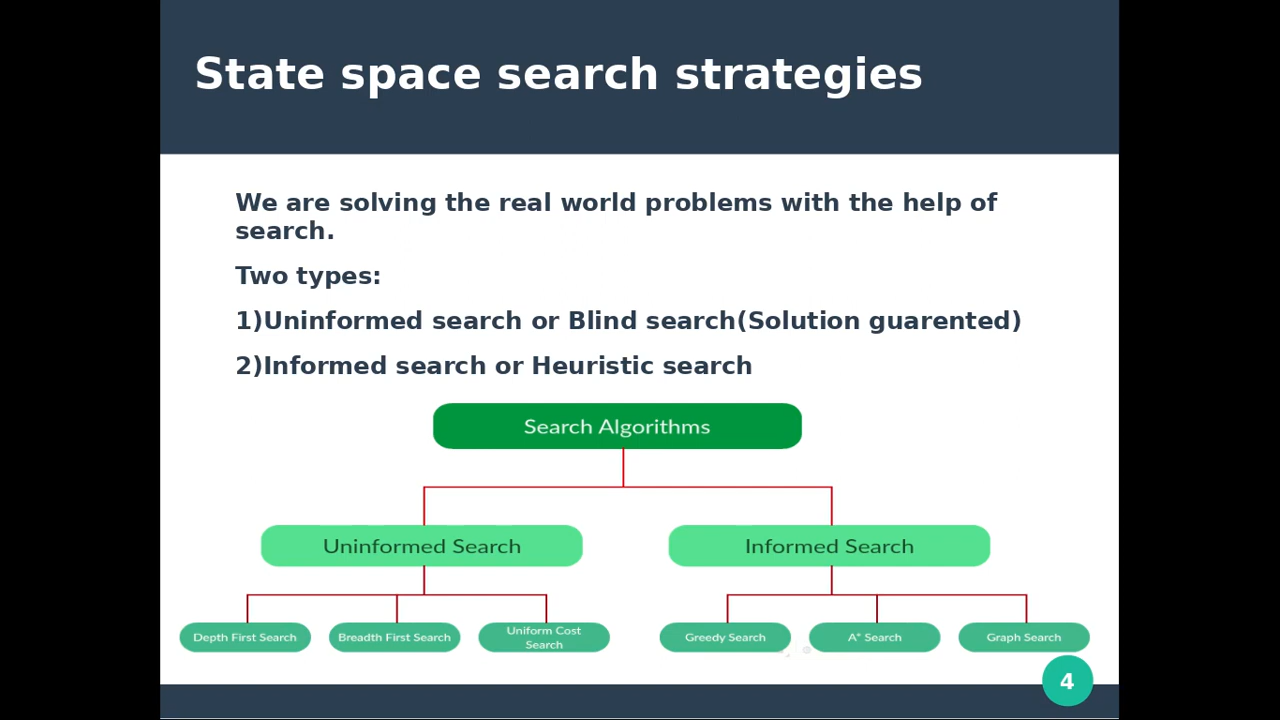 State space search strategies
We are solving the real world problems with the help of
search.
Two types:
1)Uninformed search or Blind search(Solution guarented)
2)Informed search or Heuristic search
Search Algorithms
Uninformed Search
Informed Search
Depth First Search
Breadth First Search
Uniform Cost
Search
Greedy Search
A* Search
Graph Search
4